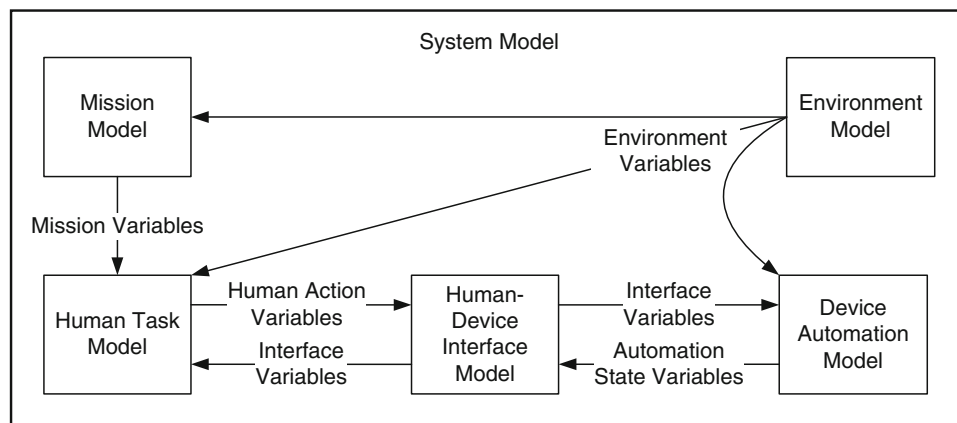 System Model
Mission
Model
Environment
Model
Environment
Variables
Mission Variables
Human Task
Model
Human Action
Variables
Interface
Variables
Human-
Device
Interface
Model
Interface
Variables
Automation
State Variables
Device
Automation
Model